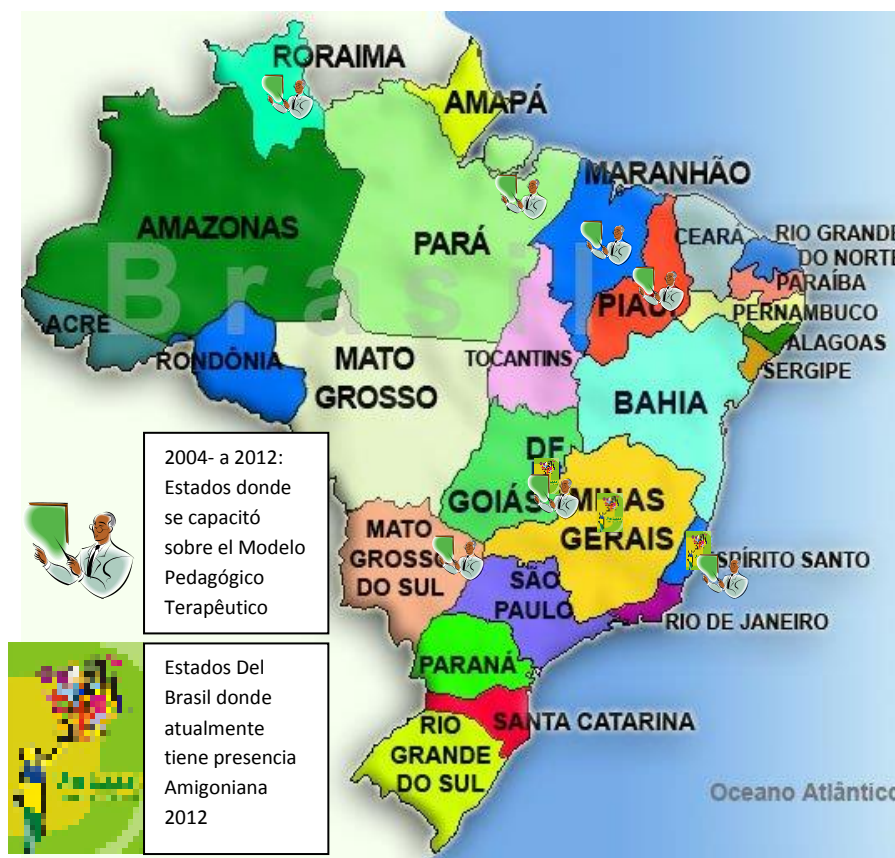 RORAIMA
AMAPÁ
MARANHÃO
AMAZONAS
PARÁ
CEARÁ
RIO GRANDE
DO NORTE
Brasil
PARAÍBA
PIAUÍ
PERNAMBUCO
ACRE
RONDÔNIA
MATO
GROSSO
TOCANTINS
ALAGOAS
SERGIPE
BAHIA
DF
GOIÁS
MINAS
GERAIS
MATO
GROSSO
DO SUL
ESPÍRITO SANTO
SÃO
PAULO
RIO DE JANEIRO
PARANÁ
SANTA CATARINA
RIO
GRANDE
DO SUL
Oceano Atlântico
2004- a 2012:
Estados donde
se capacitó
sobre el Modelo
Pedagógico
Terapêutico
Estados Del
Brasil donde
atualmente
tiene presencia
Amigoniana
2012